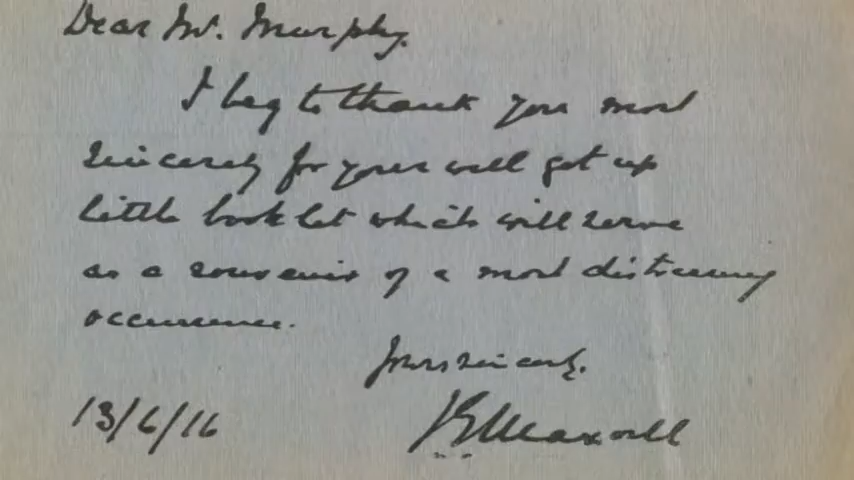 Dear Mr. Murphy.
I beg to thank you most
sincerely for your well got up
little booklet which will serve
as a souvenir of a most distressing
occurrence.
Yours sincerely.
J G Maxwell
13/6/16